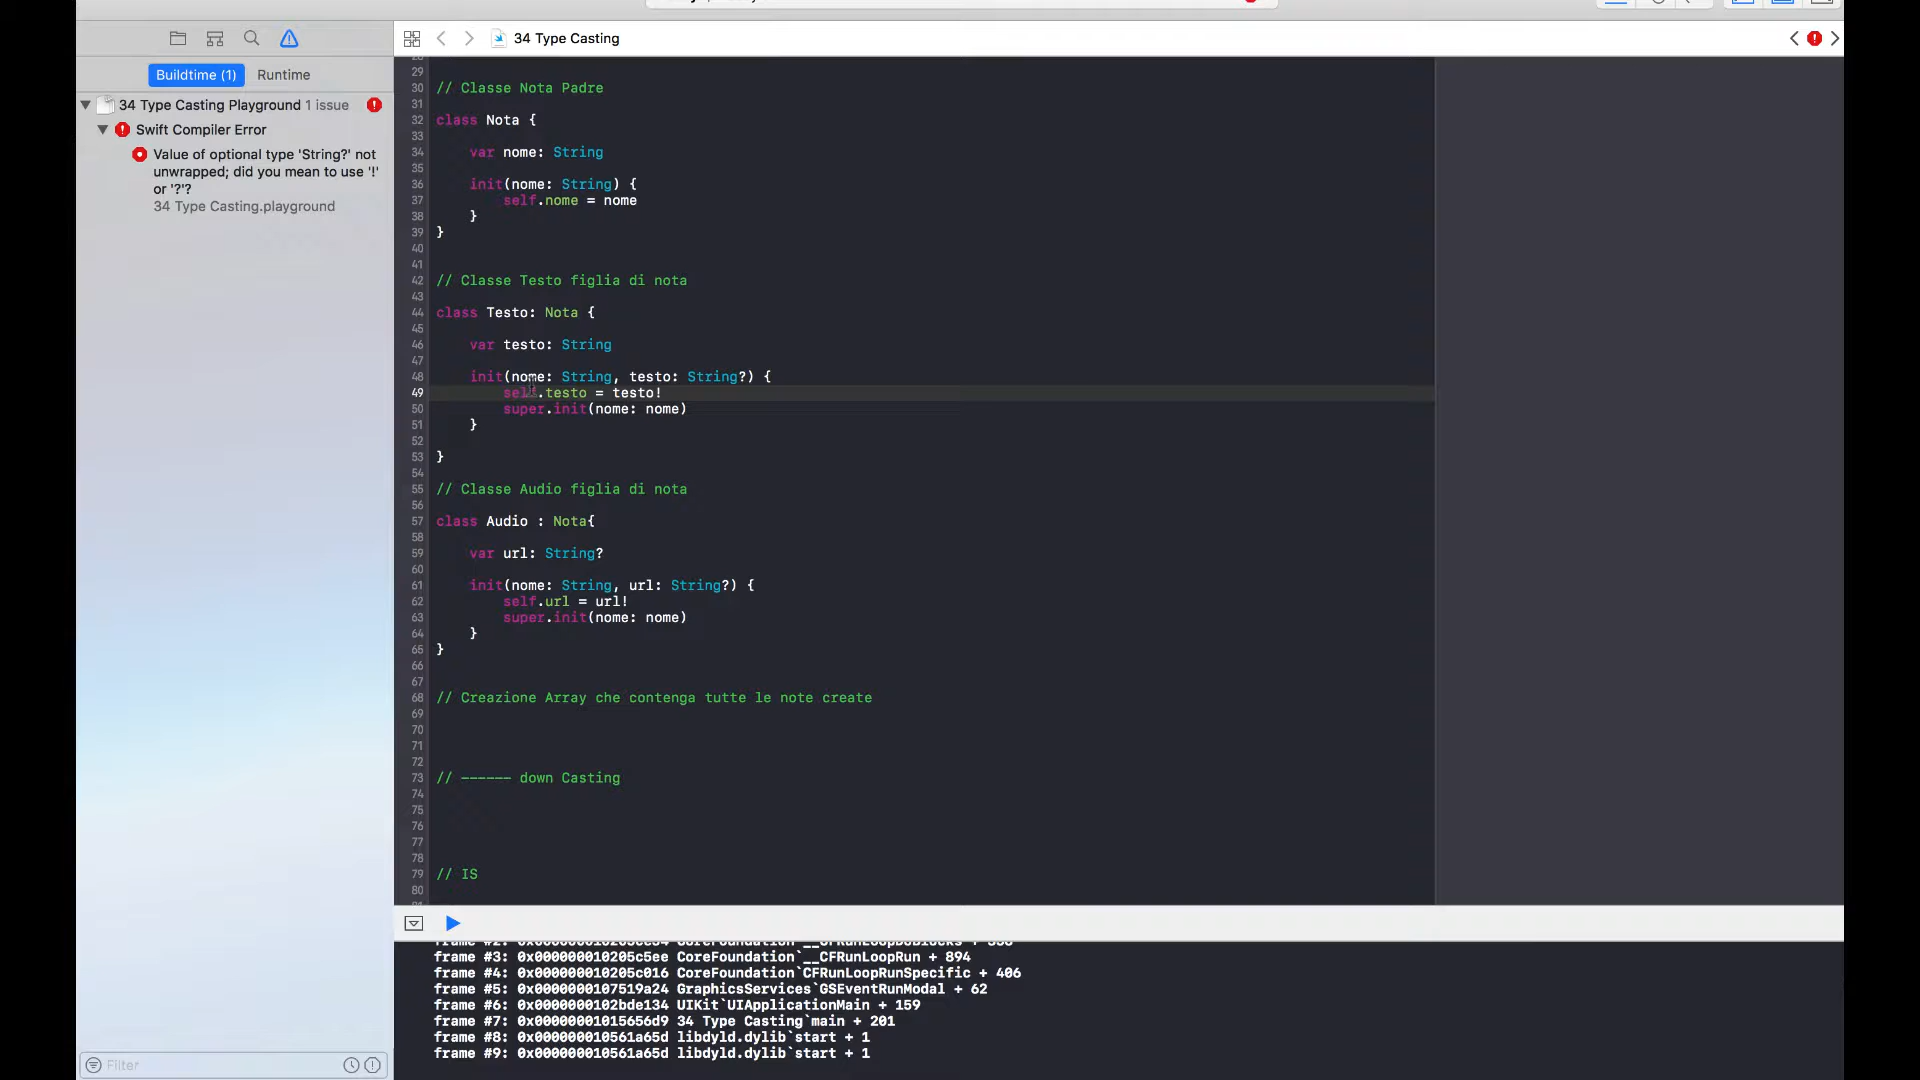 34 Type Casting
Buildtime (1) Runtime
34 Type Casting Playground 1 issue
Swift Compiler Error
Value of optional type 'String?' not
unwrapped; did you mean to use '!'
or '?'?
34 Type Casting.playground
Filter
29
30 // Classe Nota Padre
31
32 class Nota {
33
34 var nome: String
35
36 init(nome: String) {
37 self.nome = nome
38 }
39 }
40
41
42 // Classe Testo figlia di nota
43
44 class Testo: Nota {
45
46 var testo: String
47
48 init(nome: String, testo: String?) {
49 self.testo = testo!
50 super.init(nome: nome)
51 }
52
53 }
54
55 // Classe Audio figlia di nota
56
57 class Audio : Nota{
58
59 var url: String?
60
61 init(nome: String, url: String?) {
62 self.url = url!
63 super.init(nome: nome)
64 }
65 }
66
67
68 // Creazione Array che contenga tutte le note create
69
70
71
72
73 // ------ down Casting
74
75
76
77
78
79 // IS
80
frame #3: 0x000000010205c5ee CoreFoundation`__CFRunLoopRun + 894
frame #4: 0x000000010205c016 CoreFoundation`CFRunLoopRunSpecific + 406
frame #5: 0x0000000107519a24 GraphicsServices`GSEventRunModal + 62
frame #6: 0x0000000102bde134 UIKit`UIApplicationMain + 159
frame #7: 0x00000001015656d9 34 Type Casting`main + 201
frame #8: 0x000000010561a65d libdyld.dylib`start + 1
frame #9: 0x000000010561a65d libdyld.dylib`start + 1